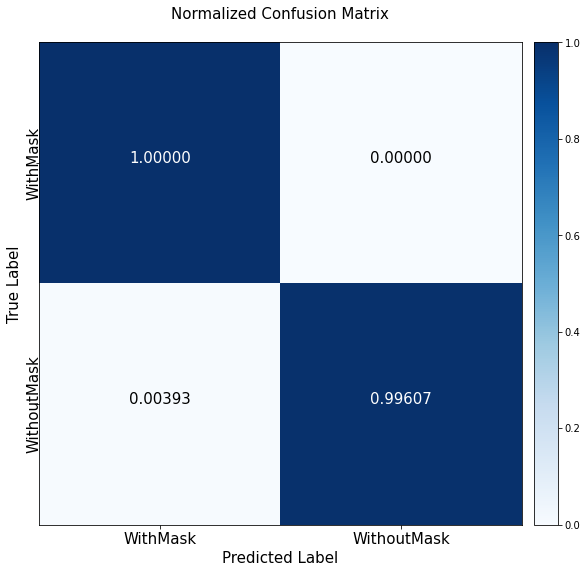 Normalized Confusion Matrix
True Label
WithMask
WithoutMask
1.00000
0.00000
0.00393
0.99607
WithMask
WithoutMask
Predicted Label
1.0
0.8
0.6
0.4
0.2
0.0